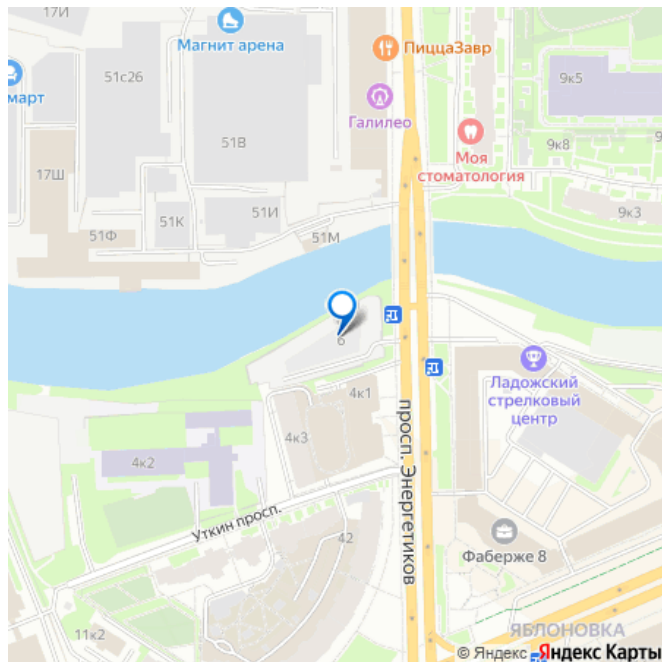 17И
Магнит арена
ПиццаЗавр
51с26
9к5
март
Галилео
51В
9к8
Моя
стоматология
17Ш
51К
51И
9к3
51Ф
51М
6
Ладожский
стрелковый
центр
4к1
просп. Энергетиков
4к3
4к2
Уткин просп.
42
Фаберже 8
11к2
ЯБЛОНОВКА
© Яндекс
Яндекс Карты